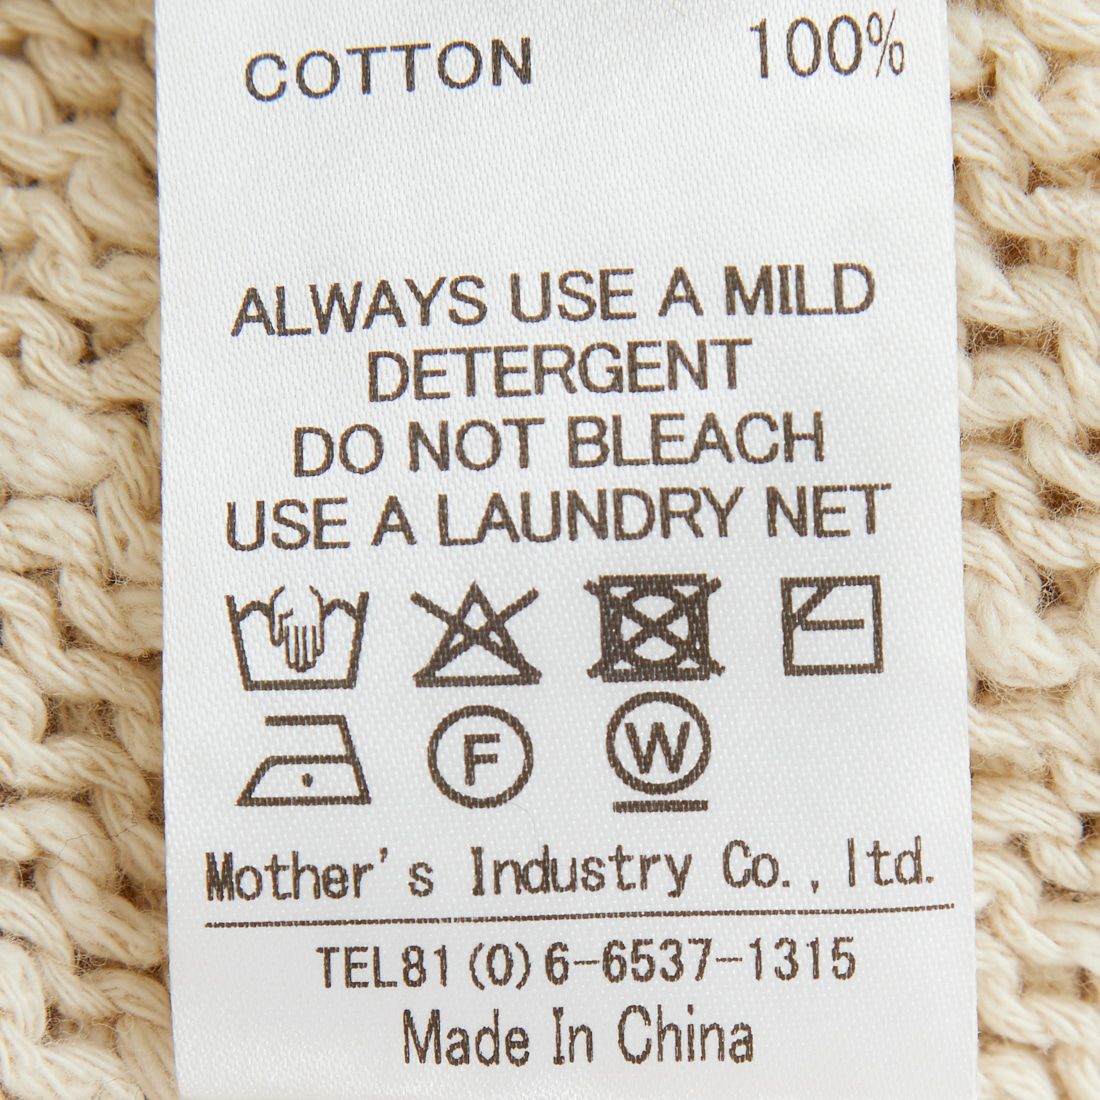 COTTON 100%
ALWAYS USE A MILD
DETERGENT
DO NOT BLEACH
USE A LAUNDRY NET
F W
Mother's Industry Co., ltd.
TEL81(0)6-6537-1315
Made In China